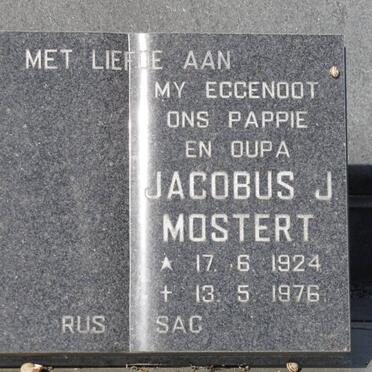 MET LIEFDE AAN
MY EGGENOOT
ONS PAPPIE
EN OUPA
JACOBUS J
MOSTERT
★ 17. 6. 1924
† 13. 5. 1976
RUS SAG